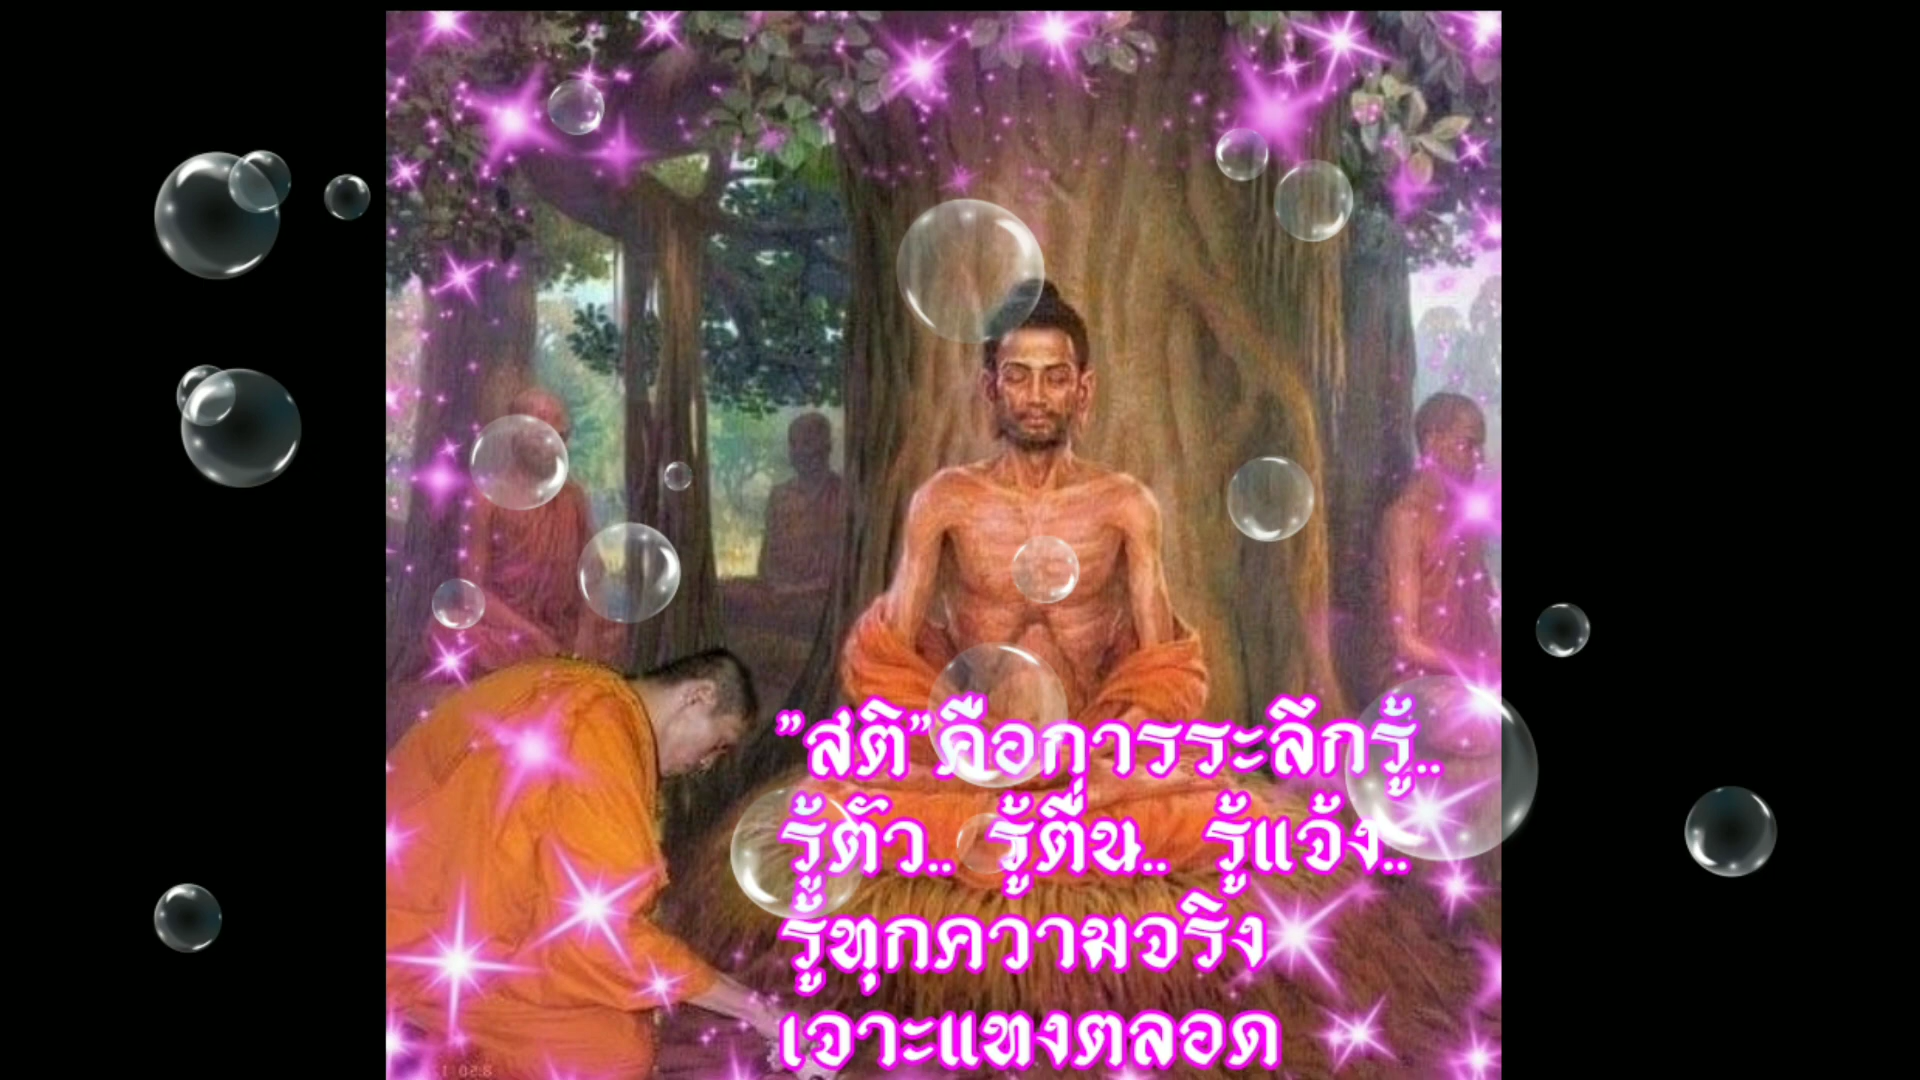 "สติ"คือการระลึกรู้..
รู้ตัว.. รู้ตื่น.. รู้แจ้ง..
รู้ทุกความจริง
เจาะแทงตลอด